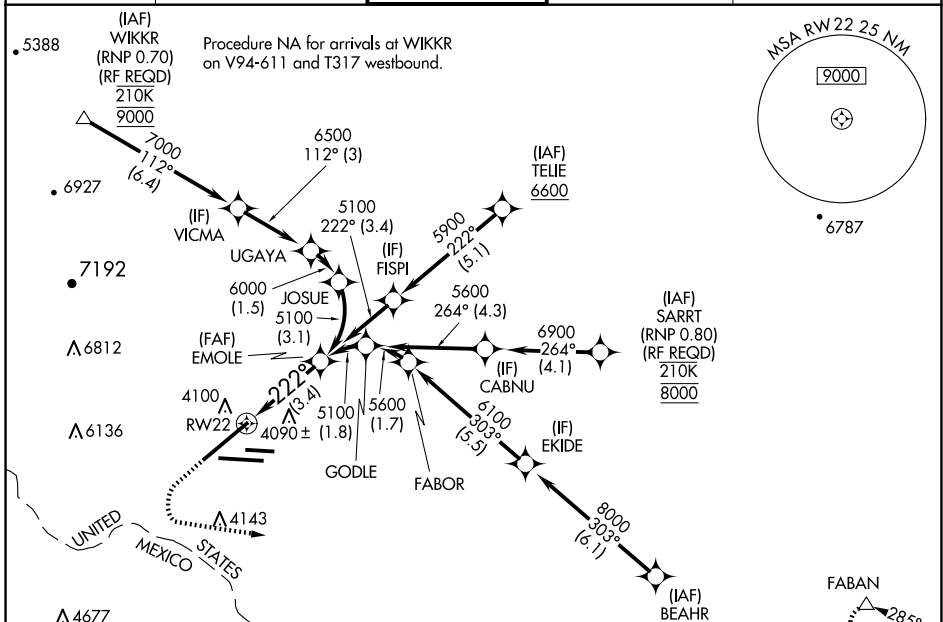 (IAF)
WIKKR
(RNP 0.70)
(RF REQD)
210K
9000
5388
Procedure NA for arrivals at WIKKR
on V94-611 and T317 westbound.
MSA RW22 25 NM
9000
7000
112°
(6.4)
6500
112° (3)
(IAF)
TELIE
6600
6927
(IF)
VICMA
5100
222° (3.4)
5900
222°
(5.1)
6787
UGAYA
(IF)
FISPI
7192
6000
(1.5)
JOSUE
5600
264° (4.3)
(IAF)
SARRT
(RNP 0.80)
(RF REQD)
210K
8000
5100
(3.1)
6900
264°
(4.1)
6812
(FAF)
EMOLE
(IF)
CABNU
222°
(3.4)
4100
RW22
4090 ±
5100
(1.8)
5600
(1.7)
6100
303°
(5.5)
(IF)
EKIDE
6136
GODLE
FABOR
4143
8000
303°
(6.1)
UNITED
STATES
MEXICO
(IAF)
BEAHR
FABAN
285°
4677